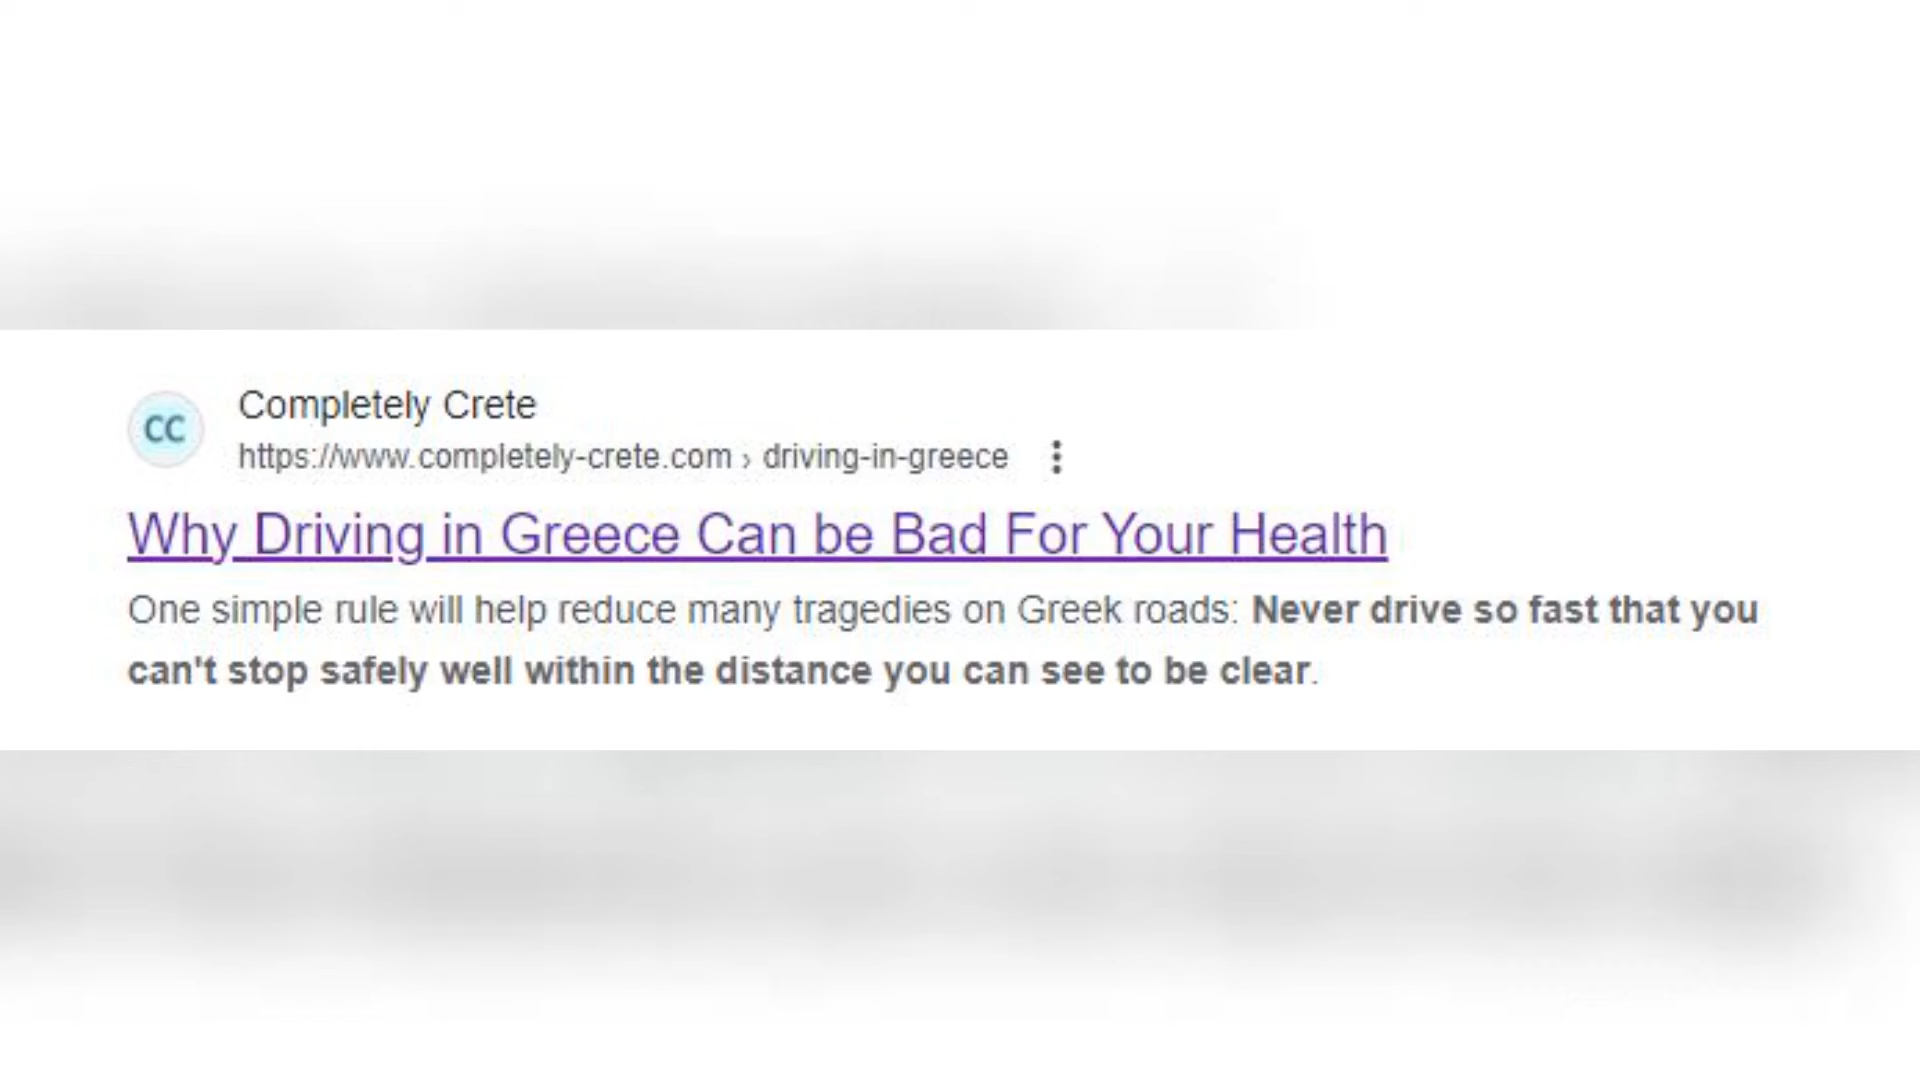 CC
Completely Crete
https://www.completely-crete.com › driving-in-greece
Why Driving in Greece Can be Bad For Your Health
One simple rule will help reduce many tragedies on Greek roads: Never drive so fast that you
can't stop safely well within the distance you can see to be clear.